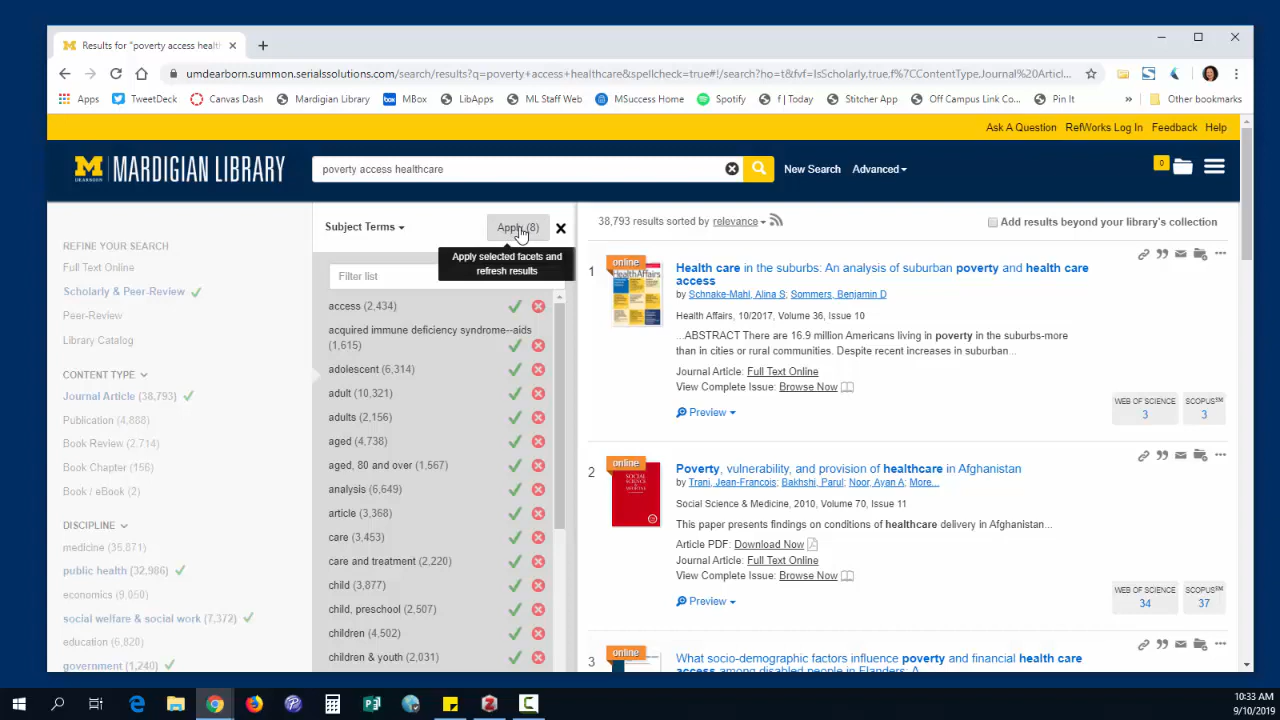 Results for "poverty access healtl
umdearborn.summon.serialssolutions.com/search/results?q=poverty+access+healthcare&spellcheck=true#!/search?ho=t&fvf=IsScholarly,true,f%7CContentType,Journal%20Articl...
Apps
TweetDeck
Canvas Dash
Mardigian Library
MBox
LibApps
ML Staff Web
MSuccess Home
Spotify
f | Today
Stitcher App
Off Campus Link Co...
Pin It
»
Other bookmarks
Ask A Question
RefWorks Log In
Feedback
Help
M DEARBORN MARDIGIAN LIBRARY
poverty access healthcare
New Search
Advanced
0
REFINE YOUR SEARCH
Full Text Online
Scholarly & Peer-Review
Peer-Review
Library Catalog
CONTENT TYPE
Journal Article (38,793)
Publication (4,888)
Book Review (2,714)
Book Chapter (156)
Book / eBook (2)
DISCIPLINE
medicine (35,871)
public health (32,986)
economics (9,050)
social welfare & social work (7,372)
education (6,820)
government (1,240)
Subject Terms
Apply (8)
Apply selected facets and
refresh results
Filter list
access (2,434)
acquired immune deficiency syndrome--aids
(1,615)
adolescent (6,314)
adult (10,321)
adults (2,156)
aged (4,738)
aged, 80 and over (1,567)
analysis (6,649)
article (3,368)
care (3,453)
care and treatment (2,220)
child (3,877)
child, preschool (2,507)
children (4,502)
children & youth (2,031)
38,793 results sorted by relevance
Add results beyond your library's collection
1
online
HealthAffairs
Health care in the suburbs: An analysis of suburban poverty and health care
access
by Schnake-Mahl, Alina S; Sommers, Benjamin D
Health Affairs, 10/2017, Volume 36, Issue 10
...ABSTRACT There are 16.9 million Americans living in poverty in the suburbs-more
than in cities or rural communities. Despite recent increases in suburban...
Journal Article: Full Text Online
View Complete Issue: Browse Now
Preview
WEB OF SCIENCE
3
SCOPUS℠
3
2
online
SOCIAL
SCIENCE
&
MEDICINE
Poverty, vulnerability, and provision of healthcare in Afghanistan
by Trani, Jean-Francois; Bakhshi, Parul; Noor, Ayan A; More...
Social Science & Medicine, 2010, Volume 70, Issue 11
This paper presents findings on conditions of healthcare delivery in Afghanistan...
Article PDF: Download Now
Journal Article: Full Text Online
View Complete Issue: Browse Now
Preview
WEB OF SCIENCE
34
SCOPUS℠
37
3
online
What socio-demographic factors influence poverty and financial health care
access among disabled people in Flanders: A
10:33 AM
9/10/2019